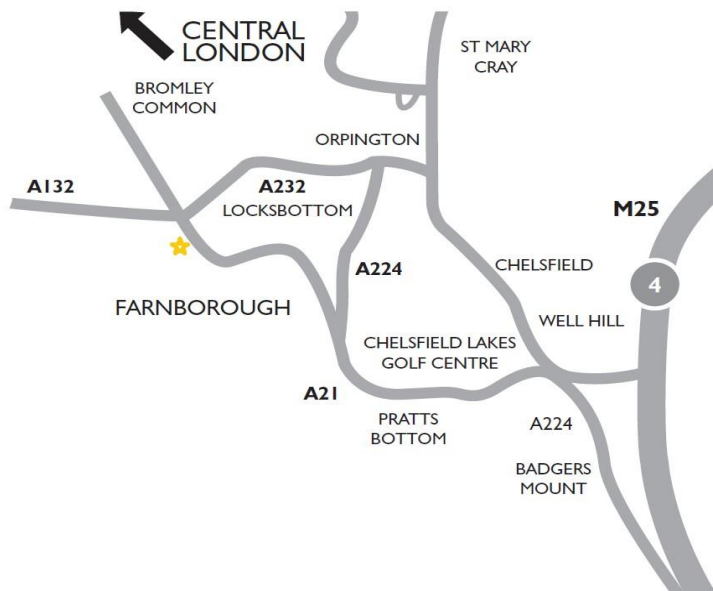 CENTRAL
LONDON
ST MARY
CRAY
BROMLEY
COMMON
ORPINGTON
A132
A232
LOCKSBOTTOM
M25
A224
CHELSFIELD
4
FARNBOROUGH
WELL HILL
CHELSFIELD LAKES
GOLF CENTRE
A21
PRATTS
BOTTOM
A224
BADGERS
MOUNT